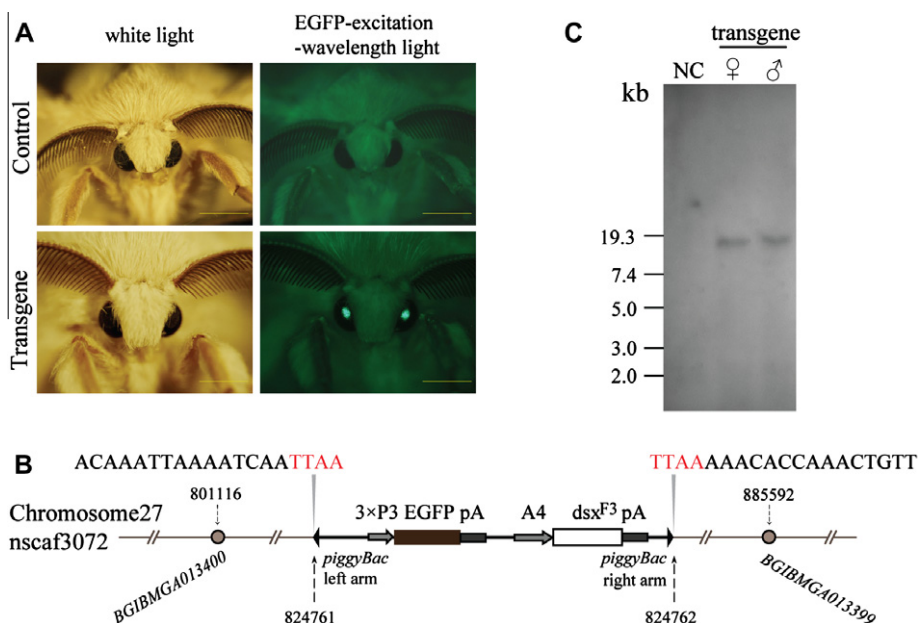 A
white light
EGFP-excitation
-wavelength light
Control
Transgene
C
transgene
NC ♀ ♂
kb
19.3
7.4
5.0
3.0
2.0
B
ACAAATTAAAATCAATTAA
TTAAAAACACCAAACTGTT
801116
885592
Chromosome27
nscaf3072
3×P3 EGFP pA A4 dsxF3 pA
BGIBMGA013400
piggyBac
left arm
piggyBac
right arm
BGIBMGA013399
824761
824762